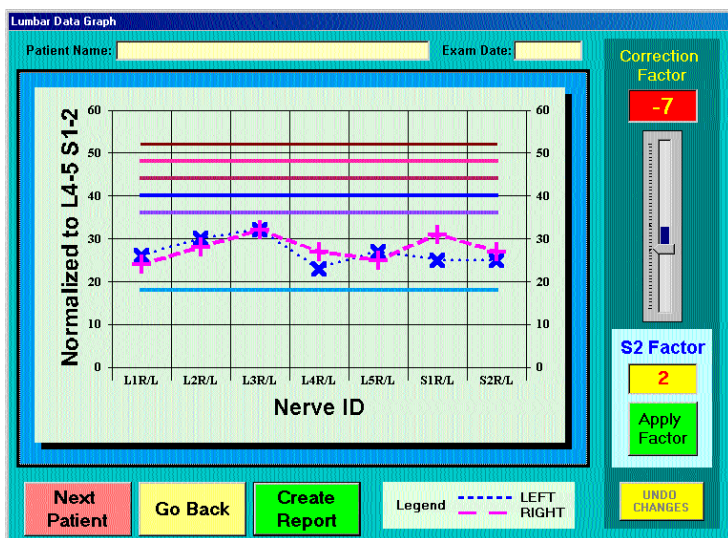 Lumbar Data Graph
Patient Name:
Exam Date:
Correction
Factor
-7
Normalized to L4-5 S1-2
60
60
50
50
40
40
30
30
20
20
10
10
0
0
L1R/L L2R/L L3R/L L4R/L L5R/L S1R/L S2R/L
Nerve ID
S2 Factor
2
Apply
Factor
Next
Patient
Go Back
Create
Report
Legend
LEFT
RIGHT
UNDO
CHANGES